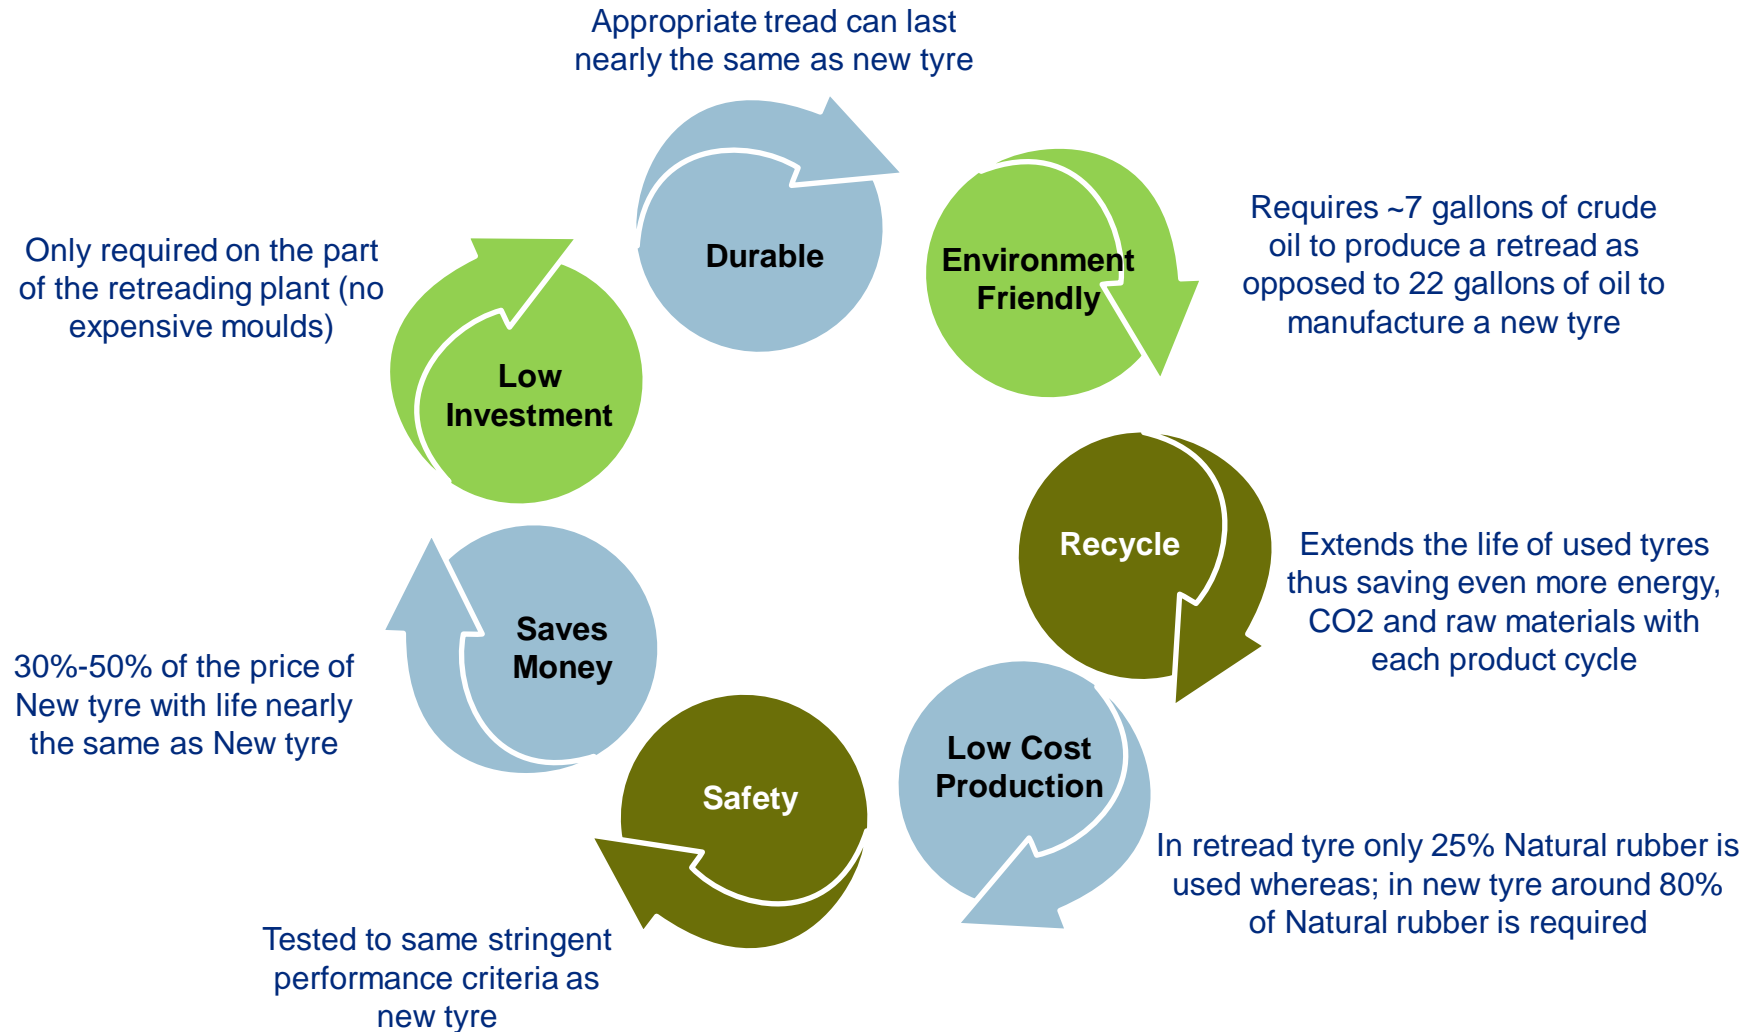 Appropriate tread can last
nearly the same as new tyre
Durable
Environment
Friendly
Requires ~7 gallons of crude
oil to produce a retread as
opposed to 22 gallons of oil to
manufacture a new tyre
Recycle
Extends the life of used tyres
thus saving even more energy,
CO2 and raw materials with
each product cycle
Low Cost
Production
In retread tyre only 25% Natural rubber is
used whereas; in new tyre around 80%
of Natural rubber is required
Safety
Tested to same stringent
performance criteria as
new tyre
Saves
Money
30%-50% of the price of
New tyre with life nearly
the same as New tyre
Low
Investment
Only required on the part
of the retreading plant (no
expensive moulds)